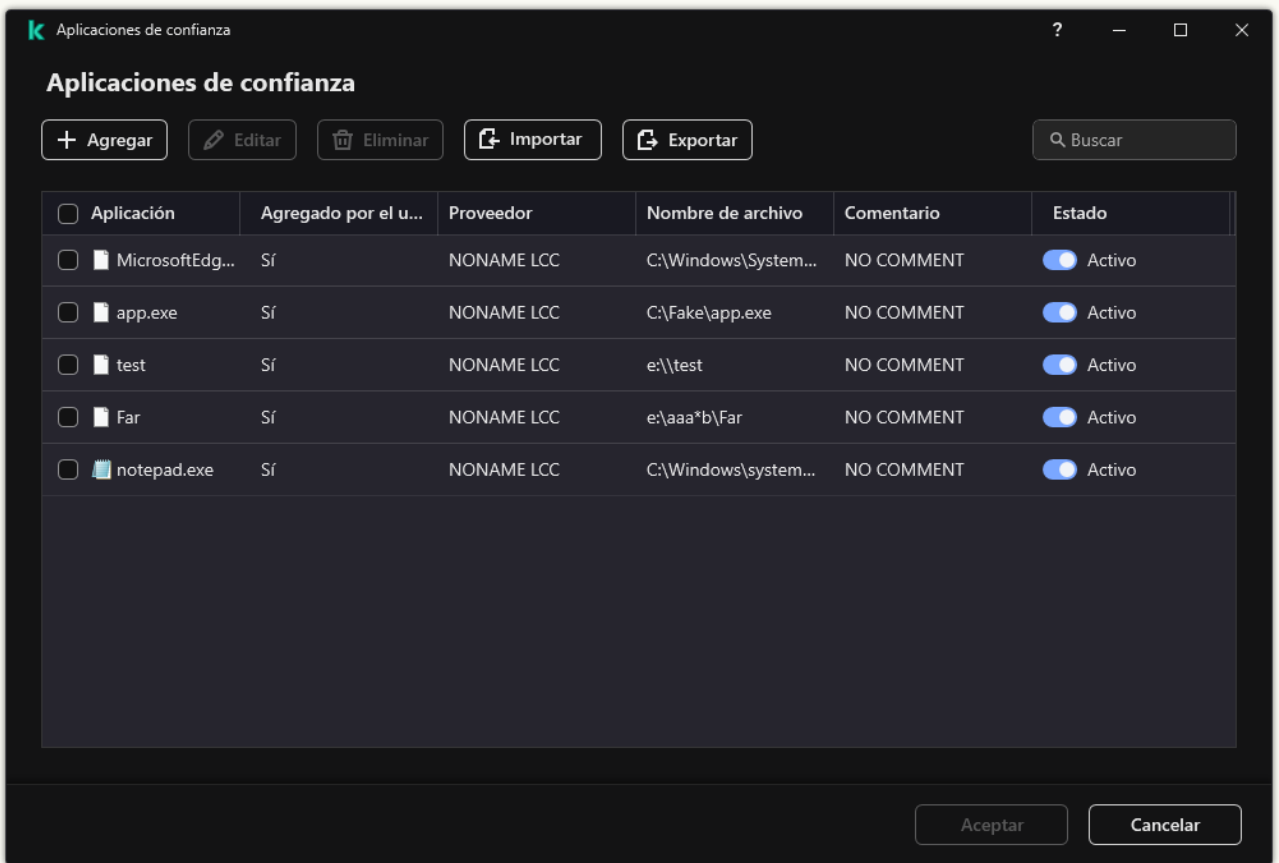 Aplicaciones de confianza ?
Aplicaciones de confianza
Agregar Editar Eliminar Importar Exportar Buscar
Aplicación Agregado por el u... Proveedor Nombre de archivo Comentario Estado
MicrosoftEdg... Sí NONAME LCC C:\Windows\System... NO COMMENT Activo
app.exe Sí NONAME LCC C:\Fake\app.exe NO COMMENT Activo
test Sí NONAME LCC e:\\test NO COMMENT Activo
Far Sí NONAME LCC e:\aaa*b\Far NO COMMENT Activo
notepad.exe Sí NONAME LCC C:\Windows\system... NO COMMENT Activo
Aceptar Cancelar